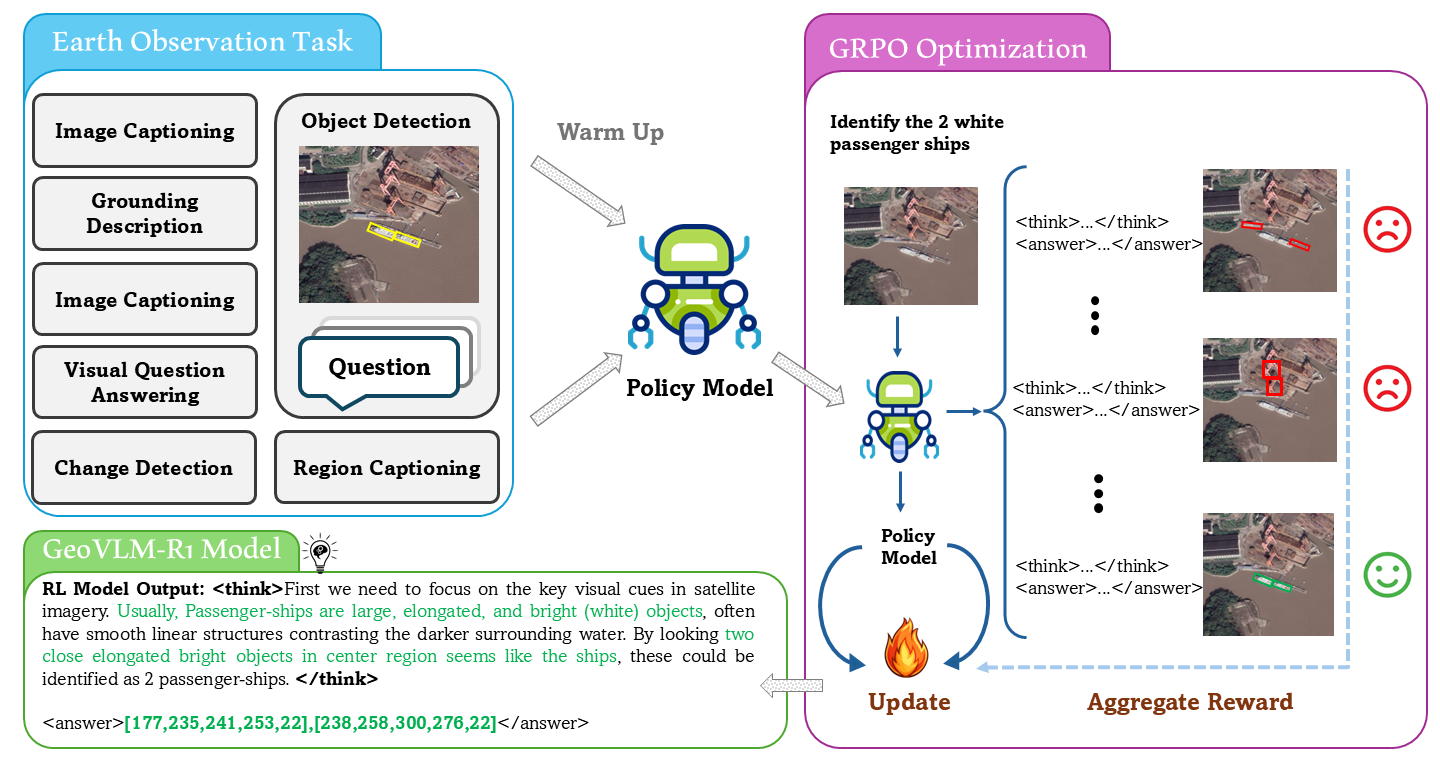 Earth Observation Task
Image Captioning
Grounding
Description
Image Captioning
Visual Question
Answering
Change Detection
Object Detection
Question
Region Captioning
Warm Up
Policy Model
GRPO Optimization
Identify the 2 white
passenger ships
<think>...</think>
<answer>...</answer>
<think>...</think>
<answer>...</answer>
<think>...</think>
<answer>...</answer>
Policy
Model
Update
Aggregate Reward
GeoVLM-R1 Model
RL Model Output: <think>First we need to focus on the key visual cues in satellite
imagery. Usually, Passenger-ships are large, elongated, and bright (white) objects, often
have smooth linear structures contrasting the darker surrounding water. By looking two
close elongated bright objects in center region seems like the ships, these could be
identified as 2 passenger-ships. </think>
<answer>[177,235,241,253,22],[238,258,300,276,22]</answer>